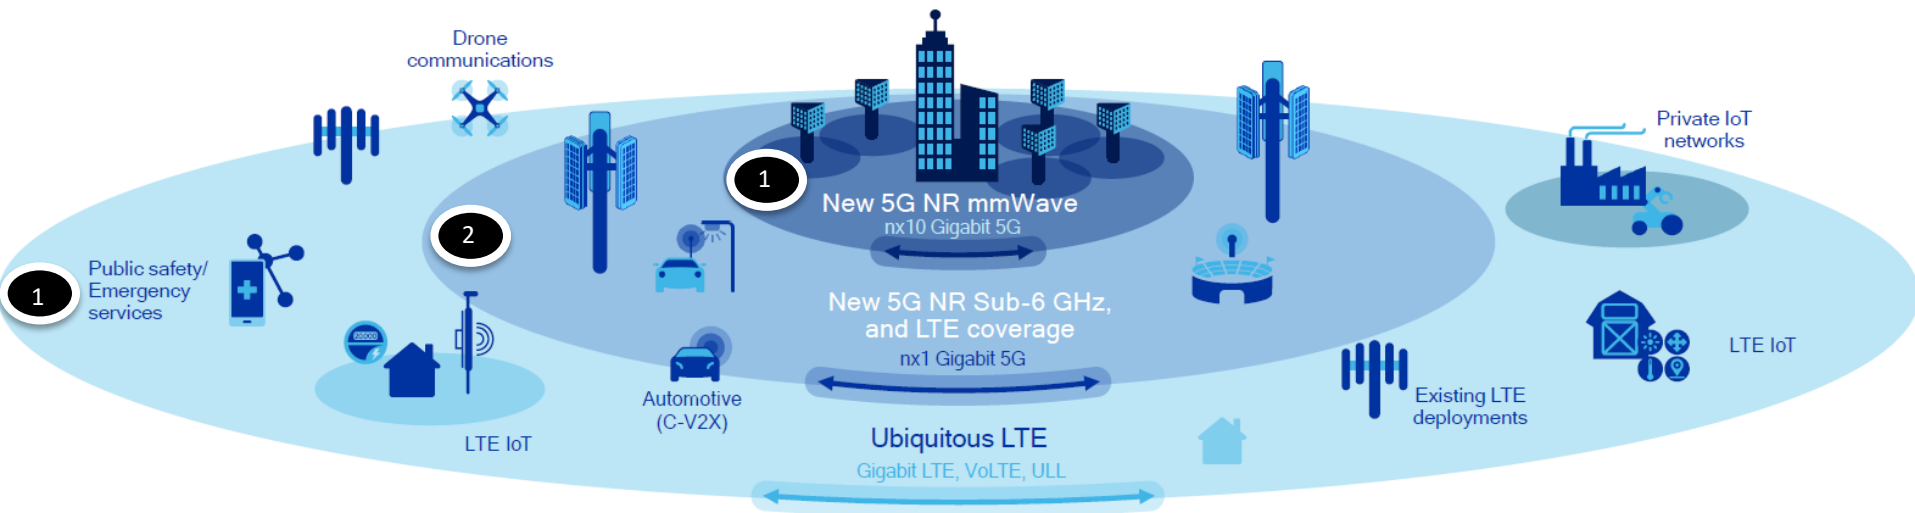 Drone
communications
Private IoT
networks
1
New 5G NR mmWave
nx10 Gigabit 5G
2
Public safety/
Emergency
services
1
New 5G NR Sub-6 GHz,
and LTE coverage
nx1 Gigabit 5G
LTE IoT
Automotive
(C-V2X)
Existing LTE
deployments
LTE IoT
Ubiquitous LTE
Gigabit LTE, VoLTE, ULL